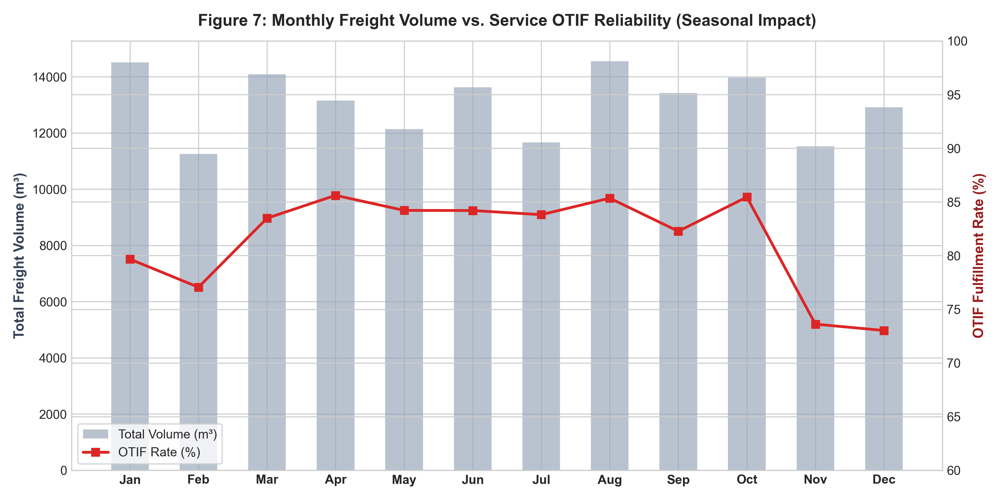 Figure 7: Monthly Freight Volume vs. Service OTIF Reliability (Seasonal Impact)
Total Freight Volume (m³)
14000
12000
10000
8000
6000
4000
2000
0
100
95
90
85
80
75
70
65
60
OTIF Fulfillment Rate (%)
Total Volume (m³)
OTIF Rate (%)
Jan Feb Mar Apr May Jun Jul Aug Sep Oct Nov Dec